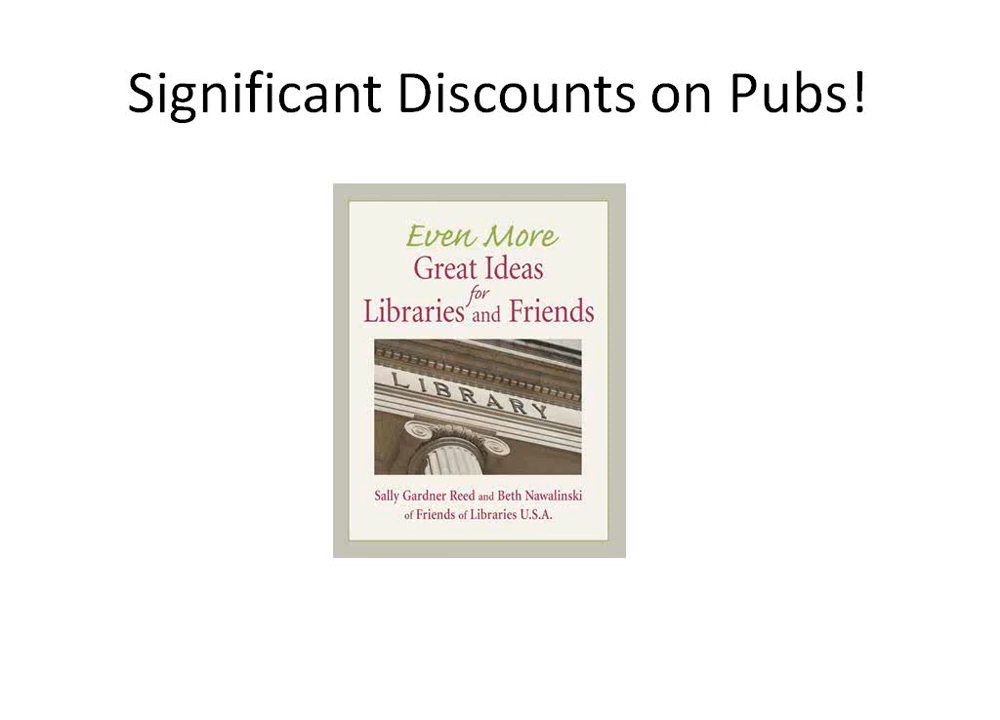 Significant Discounts on Pubs!
Even More
Great Ideas
for
Libraries and Friends
LIBRARY
Sally Gardner Reed and Beth Nawalinski
of Friends of Libraries U.S.A.